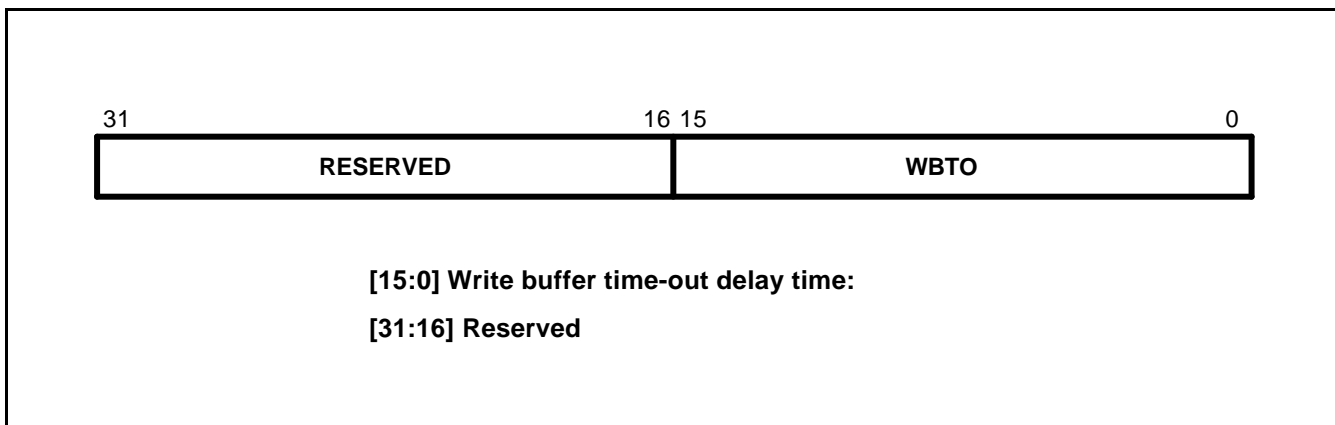 31 16 15 0
RESERVED WBTO
[15:0] Write buffer time-out delay time:
[31:16] Reserved